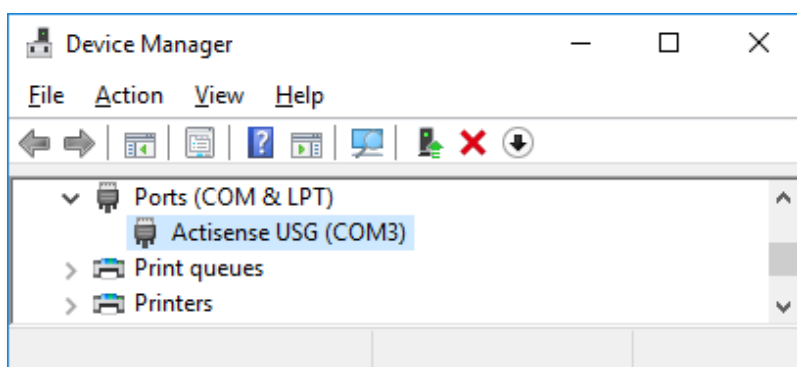 Device Manager
File Action View Help
Ports (COM & LPT)
Actisense USG (COM3)
Print queues
Printers